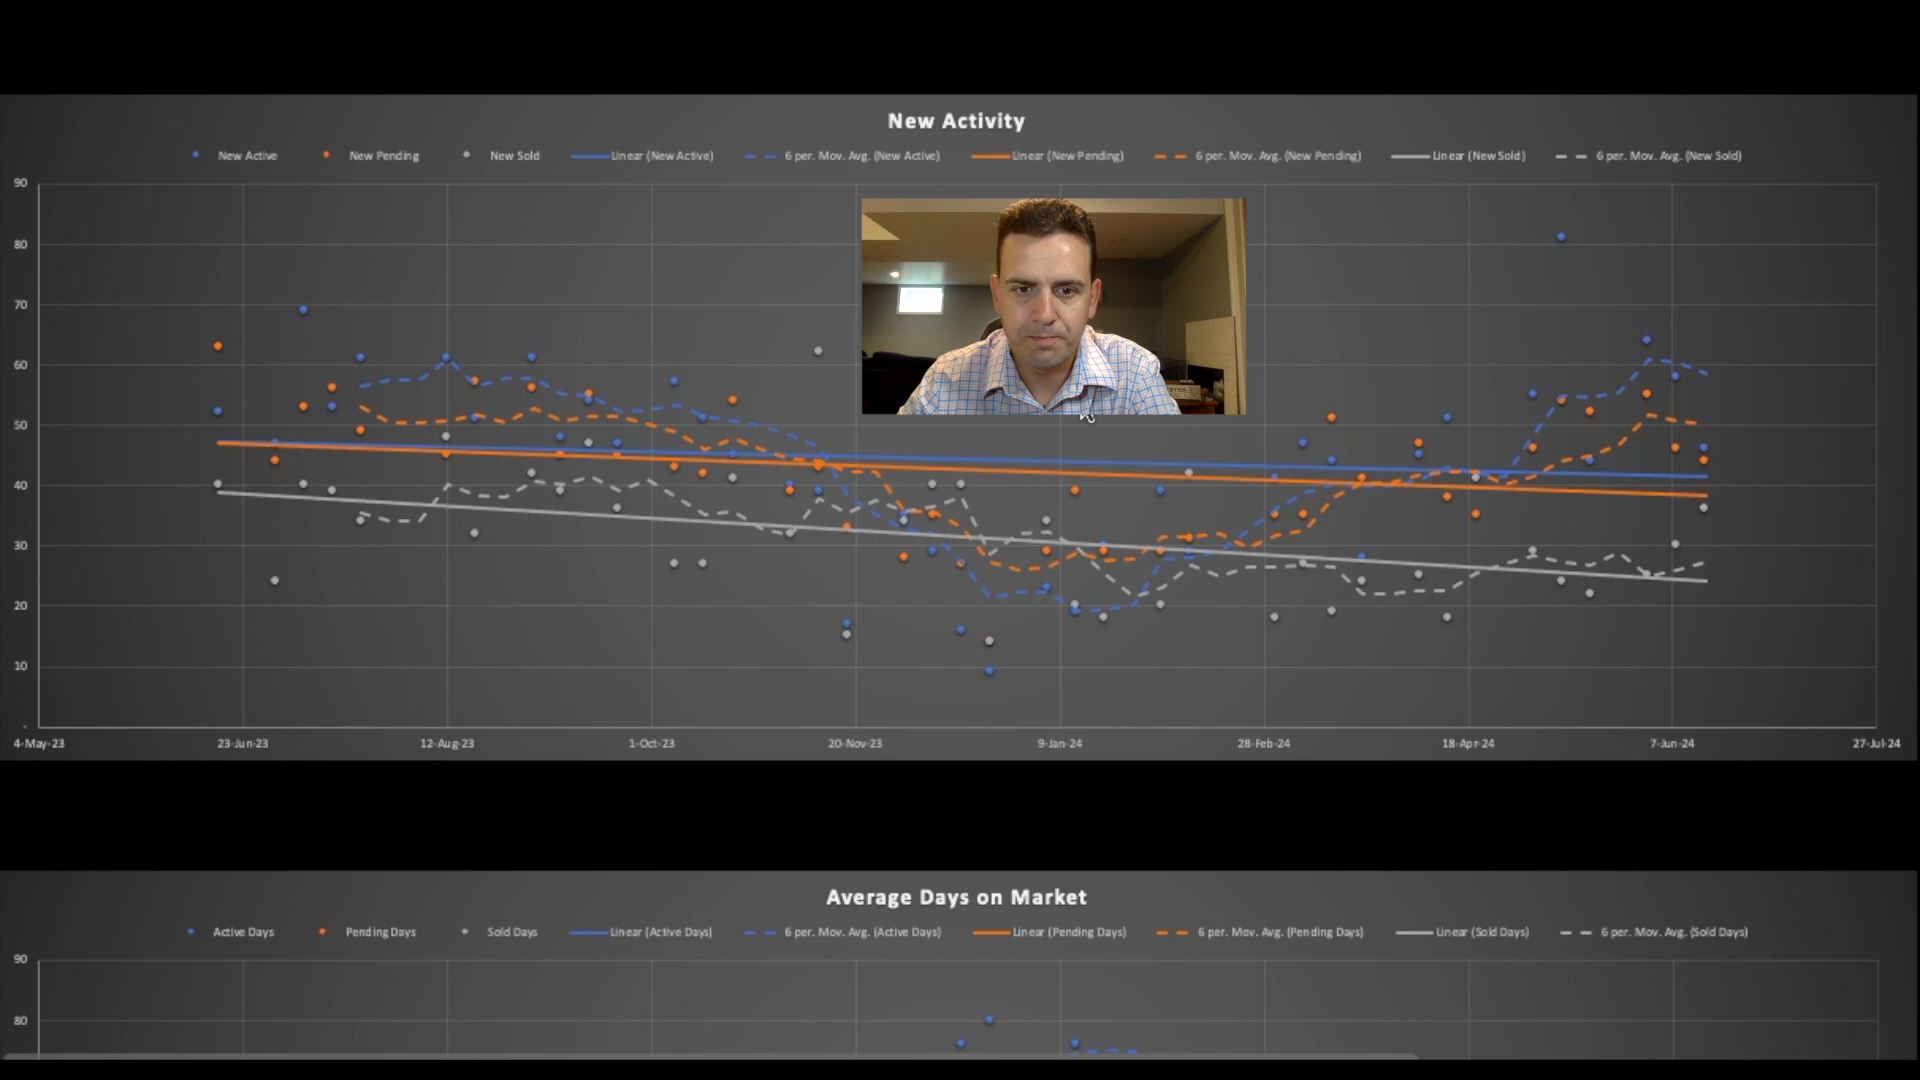 New Activity
New Active New Pending New Sold Linear (New Active) 6 per. Mov. Avg. (New Active) Linear (New Pending) 6 per. Mov. Avg. (New Pending) Linear (New Sold) 6 per. Mov. Avg. (New Sold)
90
80
70
60
50
40
30
20
10
-
4-May-23 23-Jun-23 12-Aug-23 1-Oct-23 20-Nov-23 9-Jan-24 28-Feb-24 18-Apr-24 7-Jun-24 27-Jul-24
Average Days on Market
Active Days Pending Days Sold Days Linear (Active Days) 6 per. Mov. Avg. (Active Days) Linear (Pending Days) 6 per. Mov. Avg. (Pending Days) Linear (Sold Days) 6 per. Mov. Avg. (Sold Days)
90
80